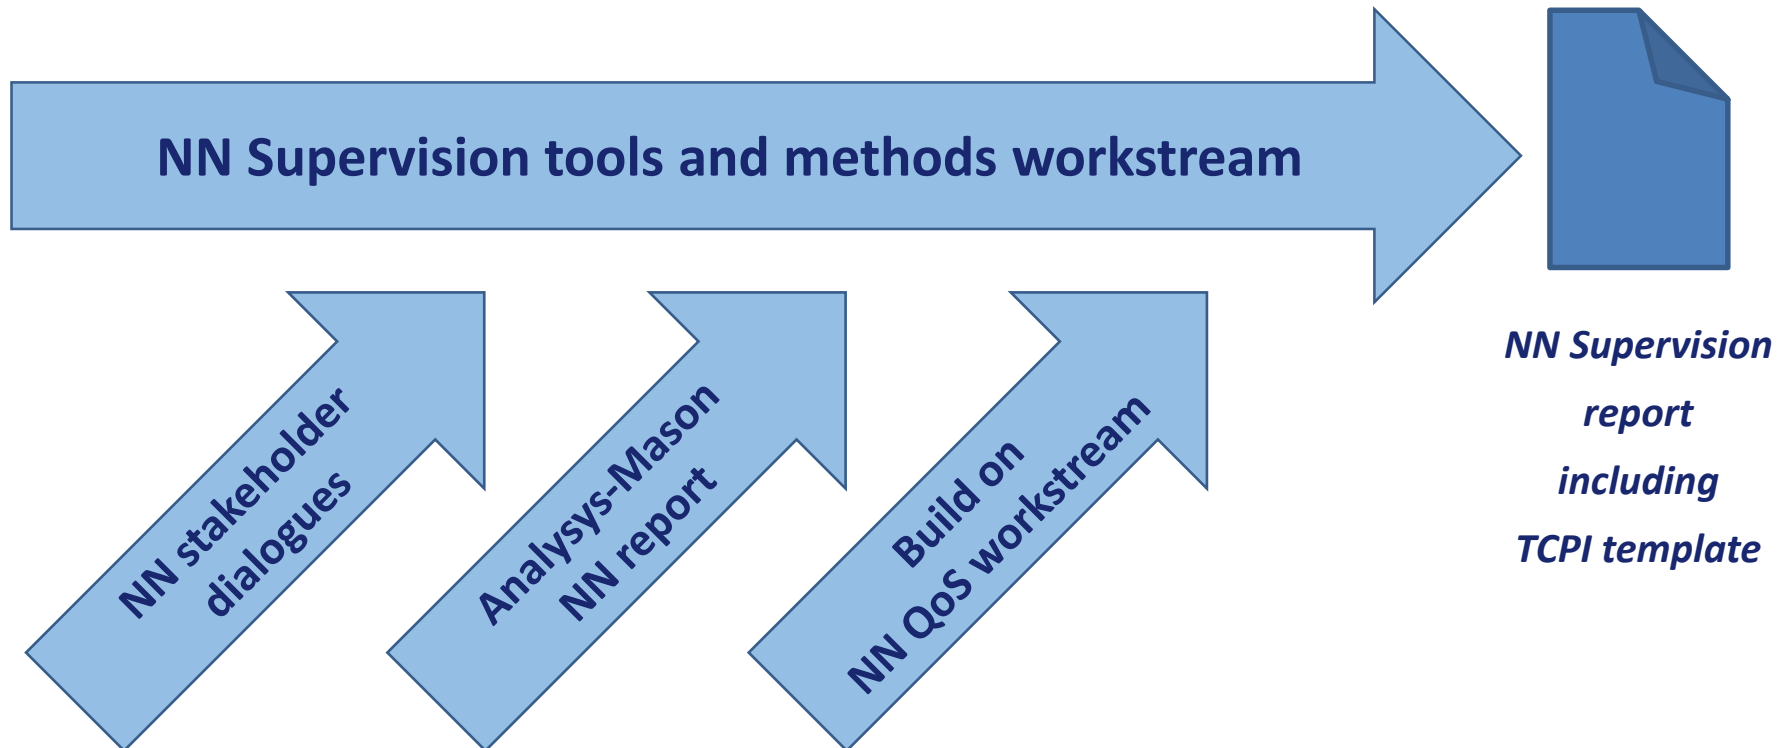 NN Supervision tools and methods workstream
NN stakeholder
dialogues
Analysys-Mason
NN report
Build on
NN QoS workstream
NN Supervision
report
including
TCPI template